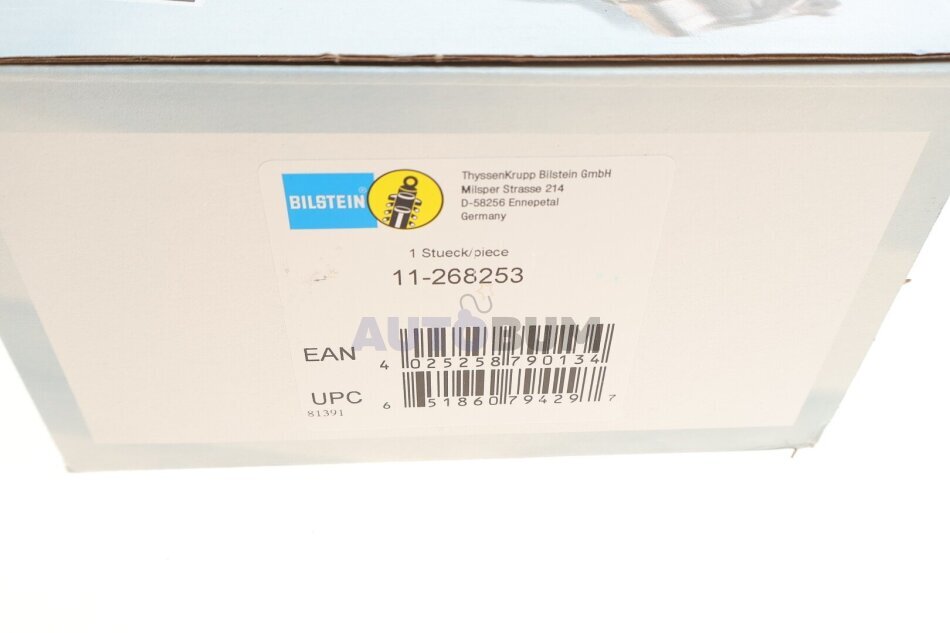 BILSTEIN®
ThyssenKrupp Bilstein GmbH
Milsper Strasse 214
D-58256 Ennepetal
Germany
1 Stueck/piece
11-268253
AUTOBUM
EAN
4 025258 790134
UPC
81391
6 51860 79429 7